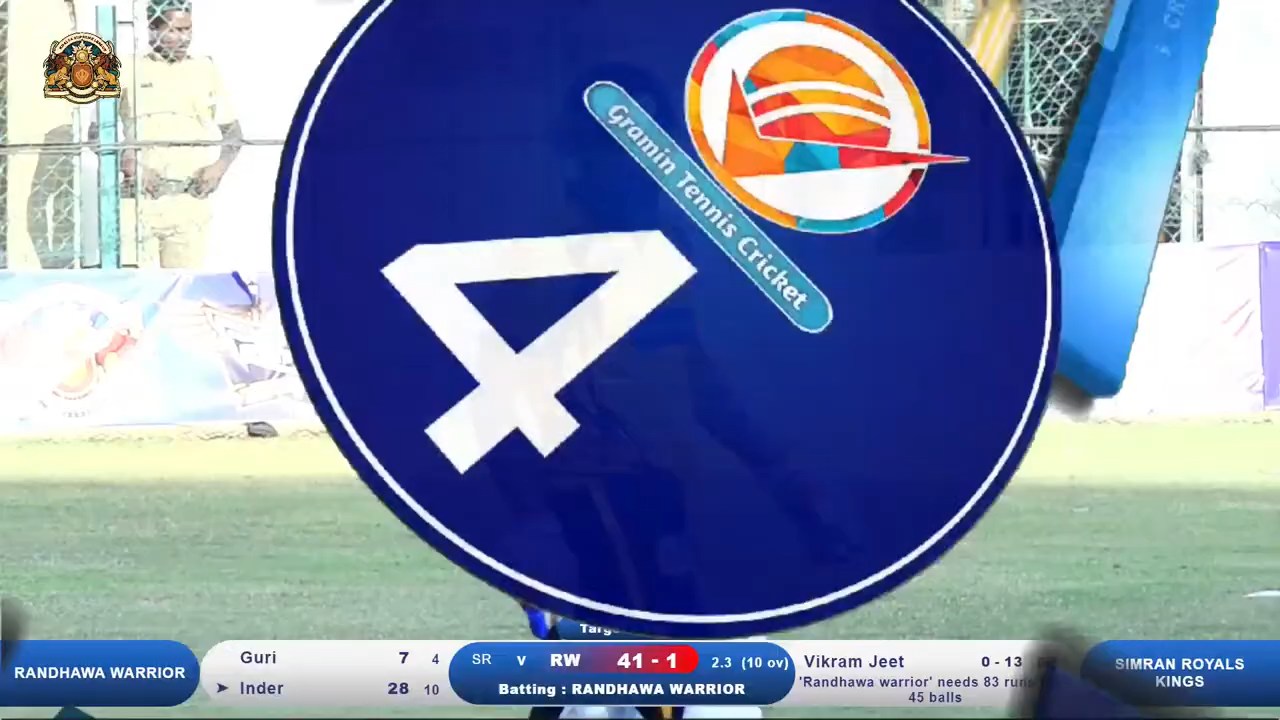 Gramin Tennis Cricket
4
Targe
RANDHAWA WARRIOR
Guri 7 4
Inder 28 10
SR v RW 41 - 1 2.3 (10 ov)
Batting : RANDHAWA WARRIOR
Vikram Jeet 0 - 13
'Randhawa warrior' needs 83 runs
45 balls
SIMRAN ROYALS
KINGS